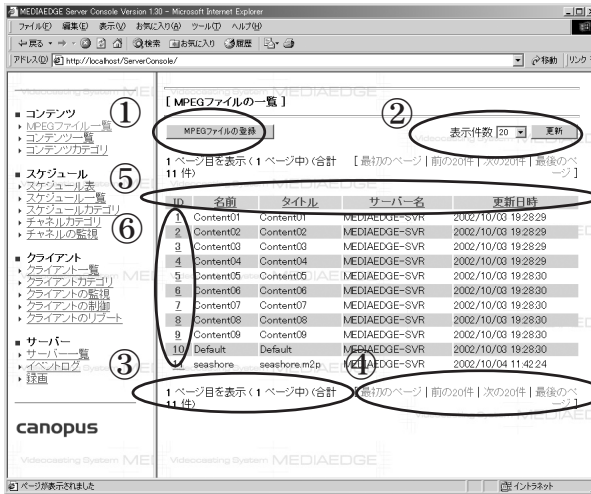 MEDIAEDGE Server Console Version 1.30 - Microsoft Internet Explorer
ファイル(F) 編集(E) 表示(V) お気に入り(A) ツール(T) ヘルプ(H)
戻る 検索 お気に入り 履歴
アドレス(D) http://localhost/ServerConsole/ 移動 リンク
■ コンテンツ
MPEGファイル一覧
コンテンツ一覧
コンテンツカテゴリ
■ スケジュール
スケジュール表
スケジュール一覧
スケジュールカテゴリ
チャネルカテゴリ
チャネルの監視
■ クライアント
クライアント一覧
クライアントカテゴリ
クライアントの監視
クライアントの制御
クライアントのリブート
■ サーバー
サーバー一覧
イベントログ
録画
canopus
①
②
③
④
⑤
⑥
[ MPEGファイルの一覧 ]
MPEGファイルの登録
表示件数 20 更新
1 ページ目を表示 (1 ページ中) (合計 11 件)
[ 最初のページ | 前の20件 | 次の20件 | 最後のページ ]
ID 名前 タイトル サーバー名 更新日時
1 Content01 Content01 MEDIAEDGE-SVR 2002/10/03 19:28:29
2 Content02 Content02 MEDIAEDGE-SVR 2002/10/03 19:28:29
3 Content03 Content03 MEDIAEDGE-SVR 2002/10/03 19:28:29
4 Content04 Content04 MEDIAEDGE-SVR 2002/10/03 19:28:29
5 Content05 Content05 MEDIAEDGE-SVR 2002/10/03 19:28:30
6 Content06 Content06 MEDIAEDGE-SVR 2002/10/03 19:28:30
7 Content07 Content07 MEDIAEDGE-SVR 2002/10/03 19:28:30
8 Content08 Content08 MEDIAEDGE-SVR 2002/10/03 19:28:30
9 Content09 Content09 MEDIAEDGE-SVR 2002/10/03 19:28:30
10 Default Default MEDIAEDGE-SVR 2002/10/03 19:28:30
11 seashore seashore.m2p MEDIAEDGE-SVR 2002/10/04 11:42:24
1 ページ目を表示 (1 ページ中) (合計 11 件)
[ 最初のページ | 前の20件 | 次の20件 | 最後のページ ]
Videocasting System MEDIAEDGE
ページが表示されました
イントラネット